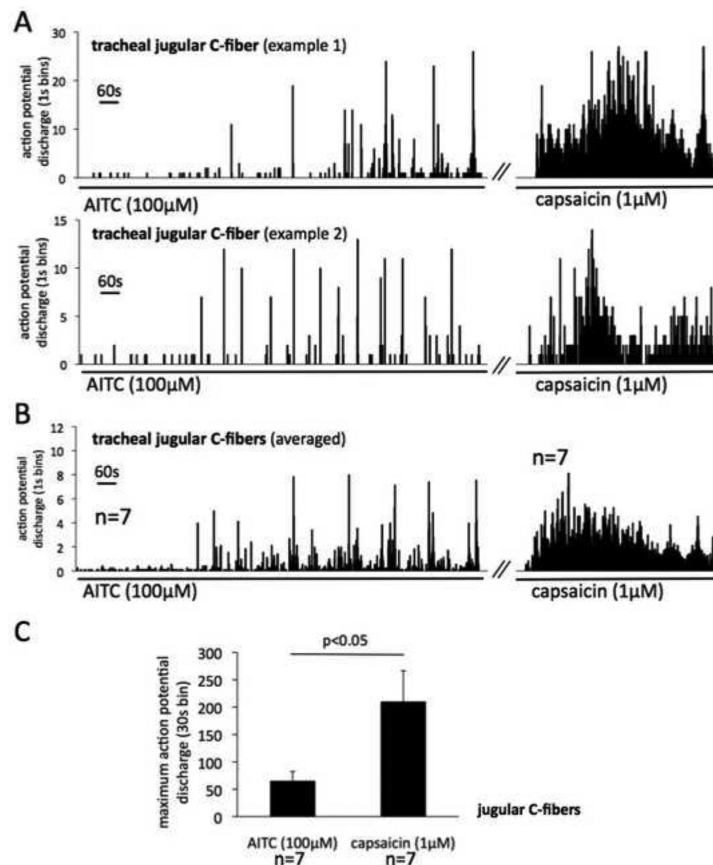 A
tracheal jugular C-fiber (example 1)
action potential
discharge (1s bins)
30
20
10
0
60s
//
AITC (100μM)
capsaicin (1μM)
tracheal jugular C-fiber (example 2)
action potential
discharge (1s bins)
15
10
5
0
60s
//
AITC (100μM)
capsaicin (1μM)
B
tracheal jugular C-fibers (averaged)
action potential
discharge (1s bins)
12
10
8
6
4
2
0
60s
n=7
n=7
//
AITC (100μM)
capsaicin (1μM)
C
p<0.05
maximum action potential
discharge (30s bin)
300
250
200
150
100
50
0
jugular C-fibers
AITC (100μM) capsaicin (1μM)
n=7 n=7